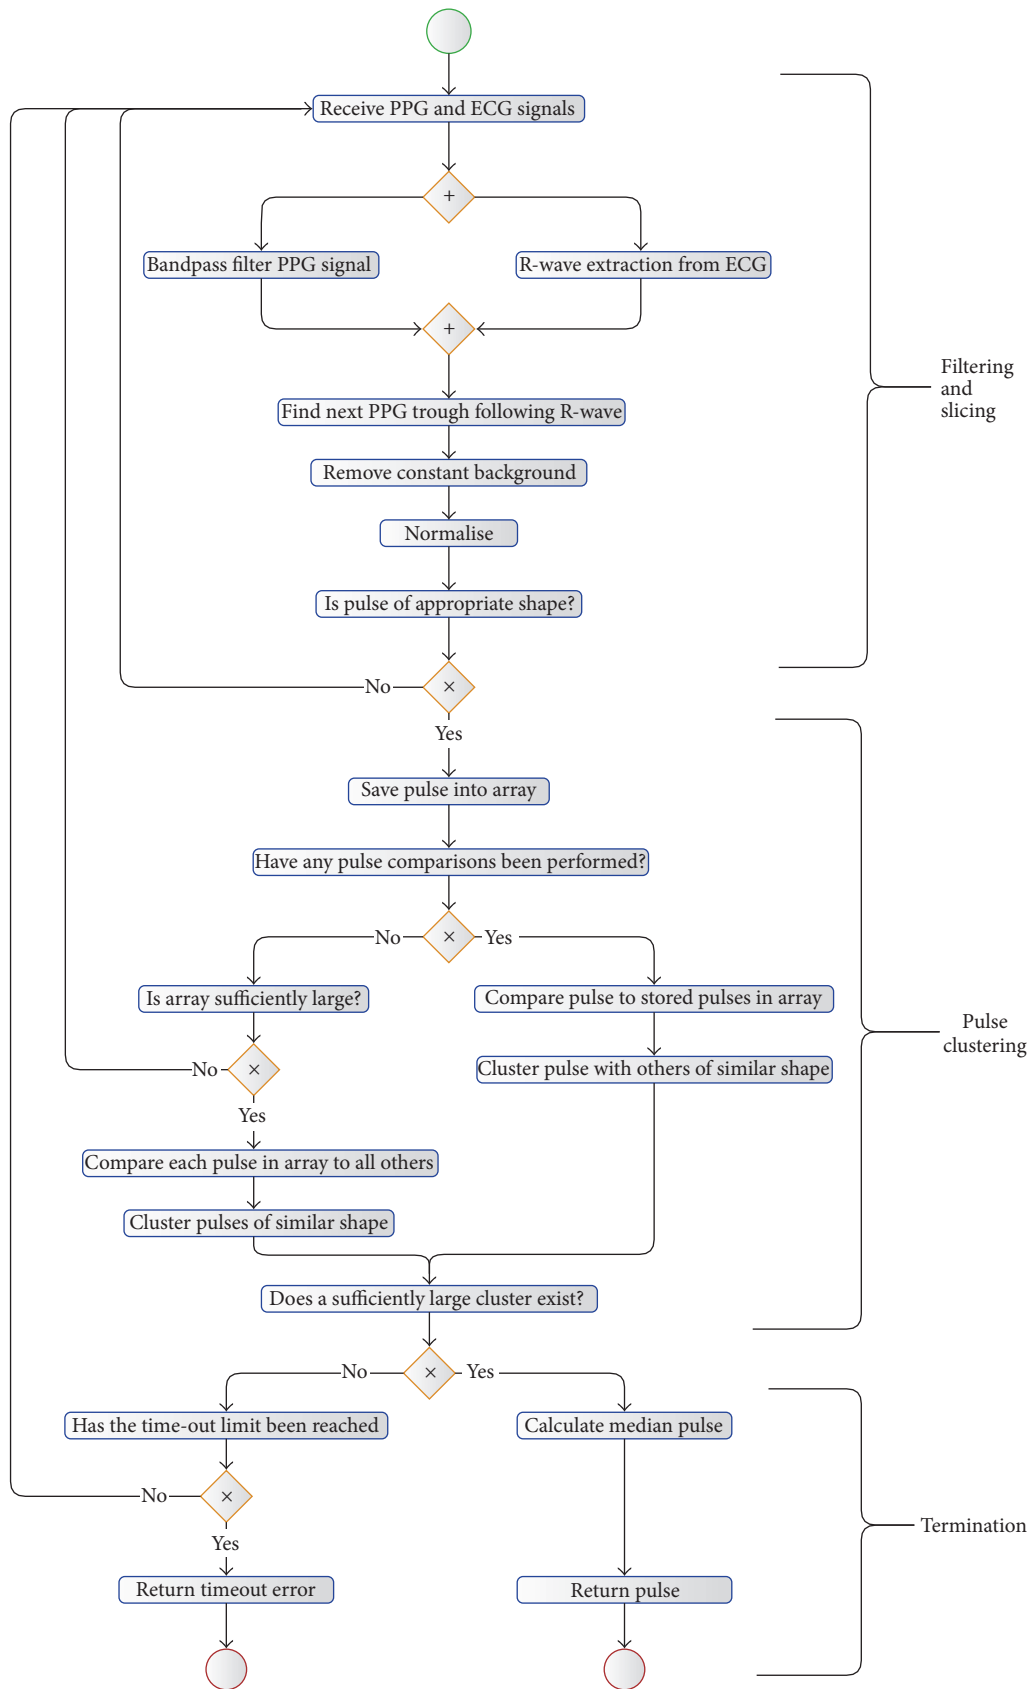 Receive PPG and ECG signals
+
Bandpass filter PPG signal
R-wave extraction from ECG
+
Filtering
and
slicing
Find next PPG trough following R-wave
Remove constant background
Normalise
Is pulse of appropriate shape?
No
×
Yes
Save pulse into array
Have any pulse comparisons been performed?
No
×
Yes
Is array sufficiently large?
Compare pulse to stored pulses in array
Pulse
clustering
No
×
Cluster pulse with others of similar shape
Yes
Compare each pulse in array to all others
Cluster pulses of similar shape
Does a sufficiently large cluster exist?
No
×
Yes
Has the time-out limit been reached
Calculate median pulse
No
×
Termination
Yes
Return timeout error
Return pulse